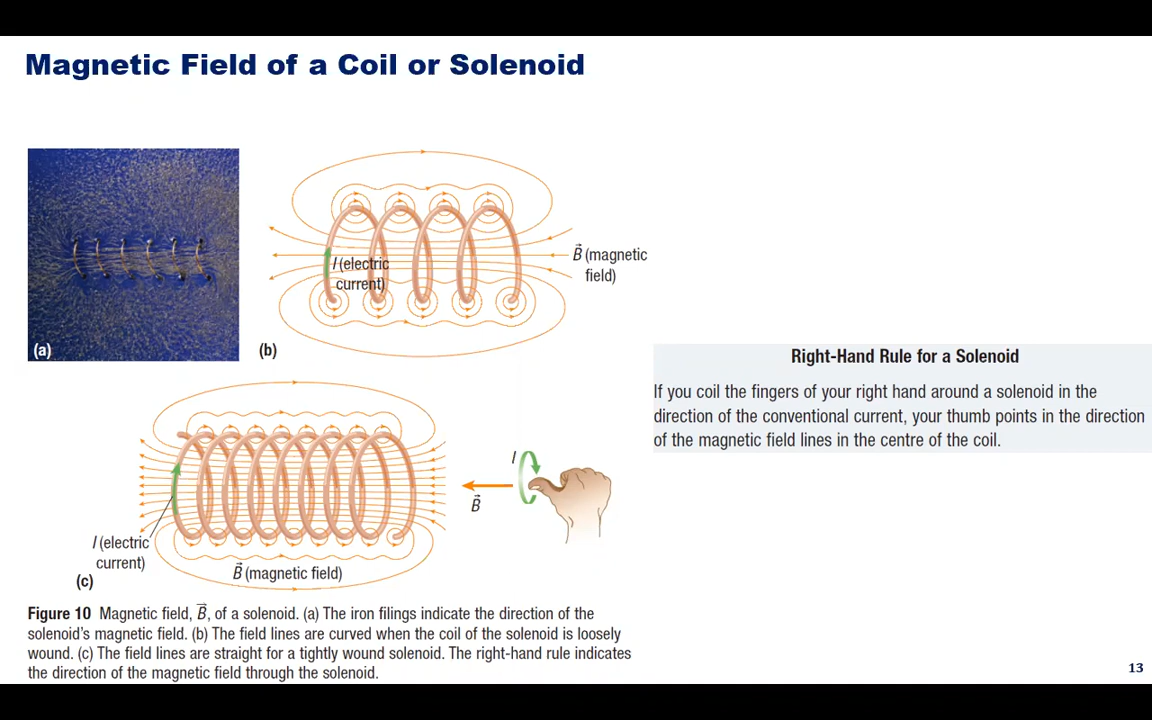 Magnetic Field of a Coil or Solenoid
(a)
(b)
I (electric
current)
B⃗ (magnetic
field)
Right-Hand Rule for a Solenoid
If you coil the fingers of your right hand around a solenoid in the
direction of the conventional current, your thumb points in the direction
of the magnetic field lines in the centre of the coil.
I
B⃗
I (electric
current)
B⃗ (magnetic field)
(c)
Figure 10 Magnetic field, B⃗, of a solenoid. (a) The iron filings indicate the direction of the
solenoid's magnetic field. (b) The field lines are curved when the coil of the solenoid is loosely
wound. (c) The field lines are straight for a tightly wound solenoid. The right-hand rule indicates
the direction of the magnetic field through the solenoid.
13